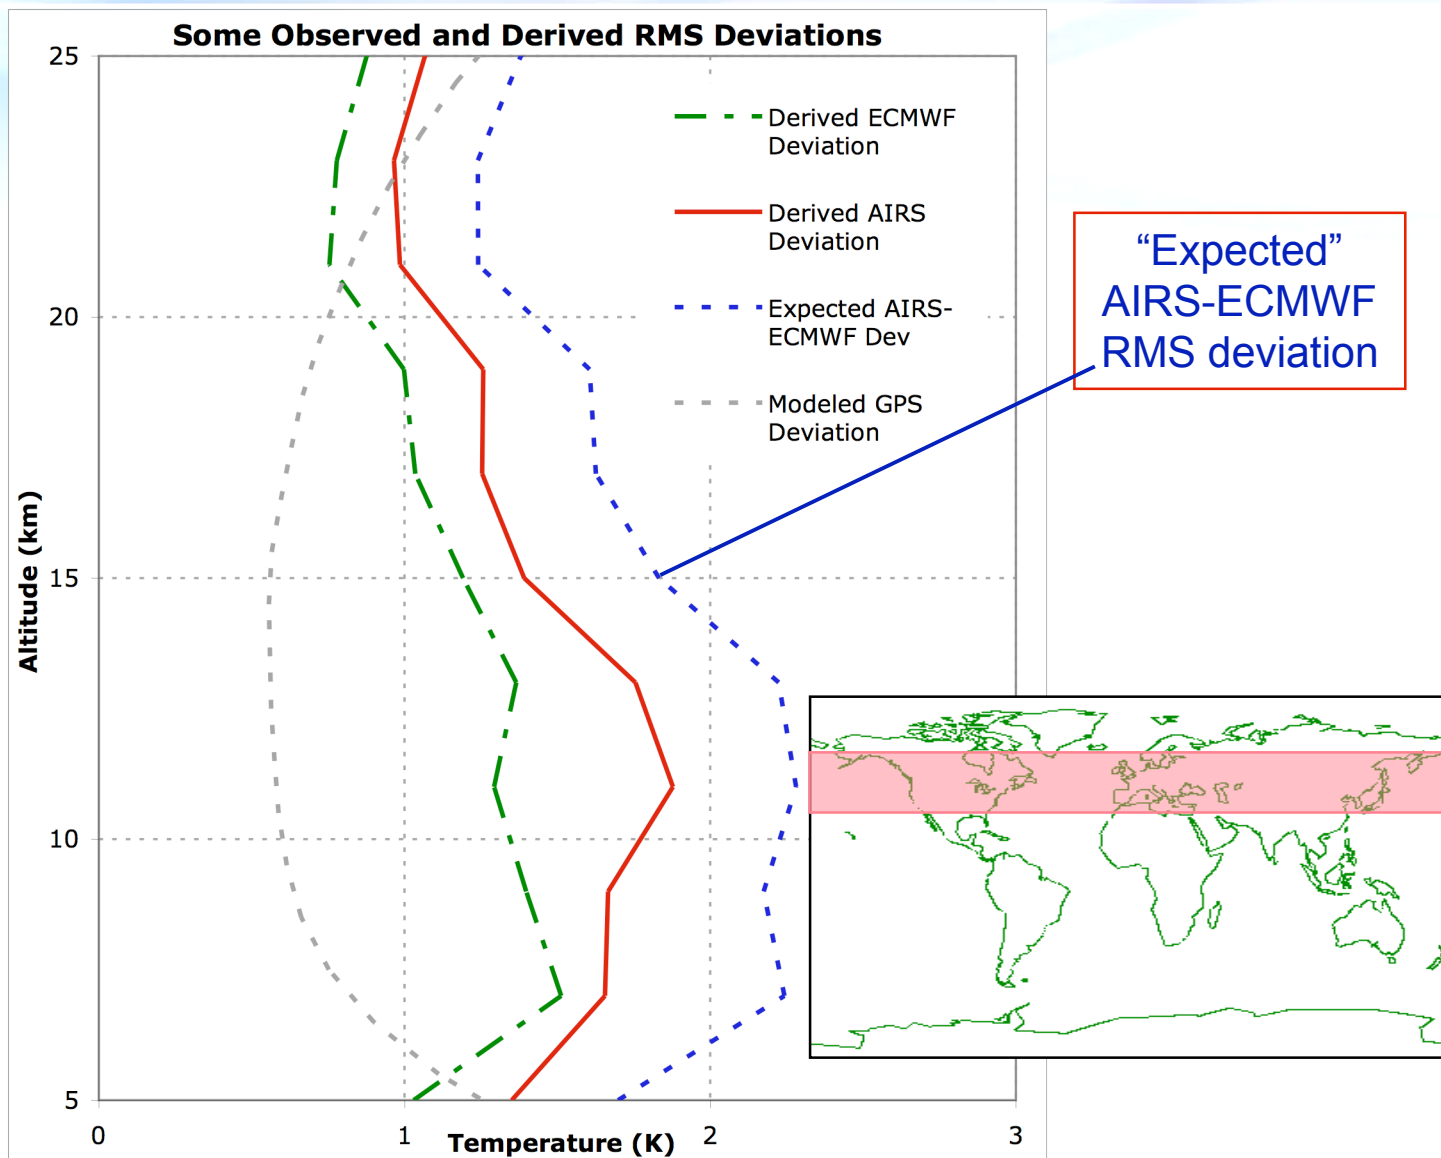 Some Observed and Derived RMS Deviations
25
20
15
10
5
Altitude (km)
0
1
2
3
Temperature (K)
Derived ECMWF
Deviation
Derived AIRS
Deviation
Expected AIRS-
ECMWF Dev
Modeled GPS
Deviation
“Expected”
AIRS-ECMWF
RMS deviation